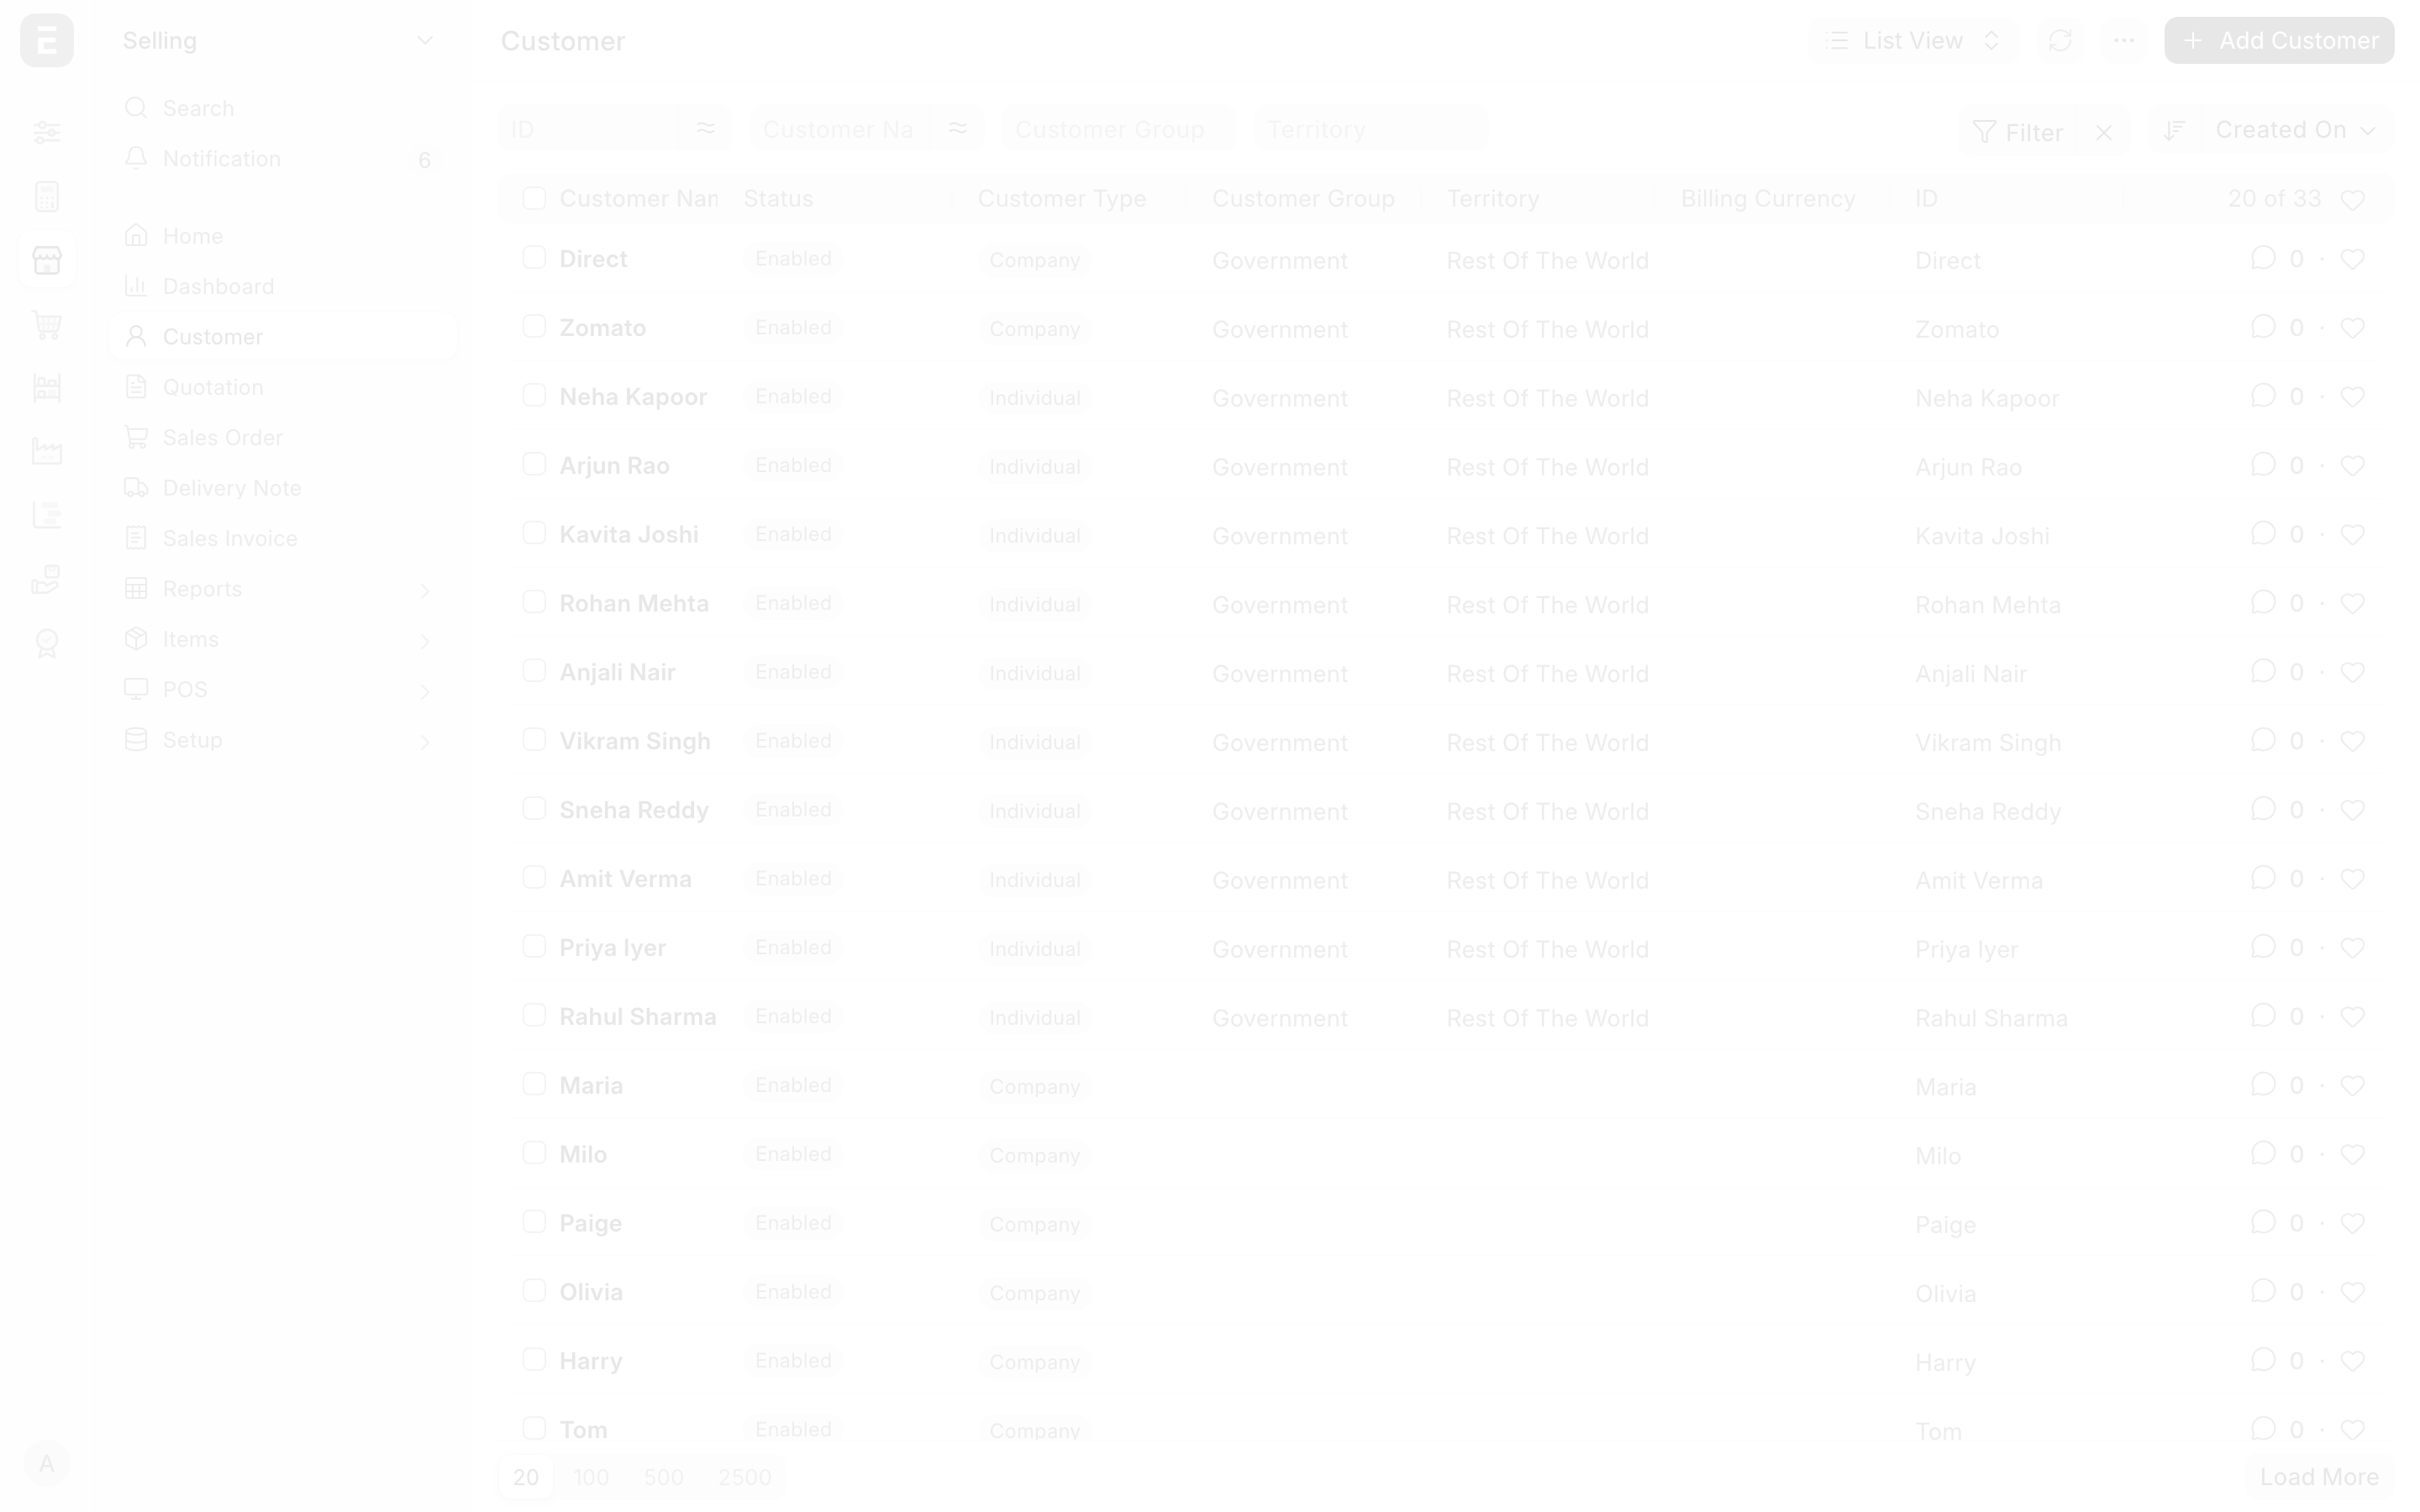 Selling
Search
Notification 6
Home
Dashboard
Customer
Quotation
Sales Order
Delivery Note
Sales Invoice
Reports
Items
POS
Setup
A
Customer
List View
Add Customer
ID Customer Na Customer Group Territory Filter Created On
Customer Nan Status Customer Type Customer Group Territory Billing Currency ID 20 of 33
Direct Enabled Company Government Rest Of The World Direct 0 ·
Zomato Enabled Company Government Rest Of The World Zomato 0 ·
Neha Kapoor Enabled Individual Government Rest Of The World Neha Kapoor 0 ·
Arjun Rao Enabled Individual Government Rest Of The World Arjun Rao 0 ·
Kavita Joshi Enabled Individual Government Rest Of The World Kavita Joshi 0 ·
Rohan Mehta Enabled Individual Government Rest Of The World Rohan Mehta 0 ·
Anjali Nair Enabled Individual Government Rest Of The World Anjali Nair 0 ·
Vikram Singh Enabled Individual Government Rest Of The World Vikram Singh 0 ·
Sneha Reddy Enabled Individual Government Rest Of The World Sneha Reddy 0 ·
Amit Verma Enabled Individual Government Rest Of The World Amit Verma 0 ·
Priya Iyer Enabled Individual Government Rest Of The World Priya Iyer 0 ·
Rahul Sharma Enabled Individual Government Rest Of The World Rahul Sharma 0 ·
Maria Enabled Company Maria 0 ·
Milo Enabled Company Milo 0 ·
Paige Enabled Company Paige 0 ·
Olivia Enabled Company Olivia 0 ·
Harry Enabled Company Harry 0 ·
Tom Enabled Company Tom 0 ·
20 100 500 2500 Load More